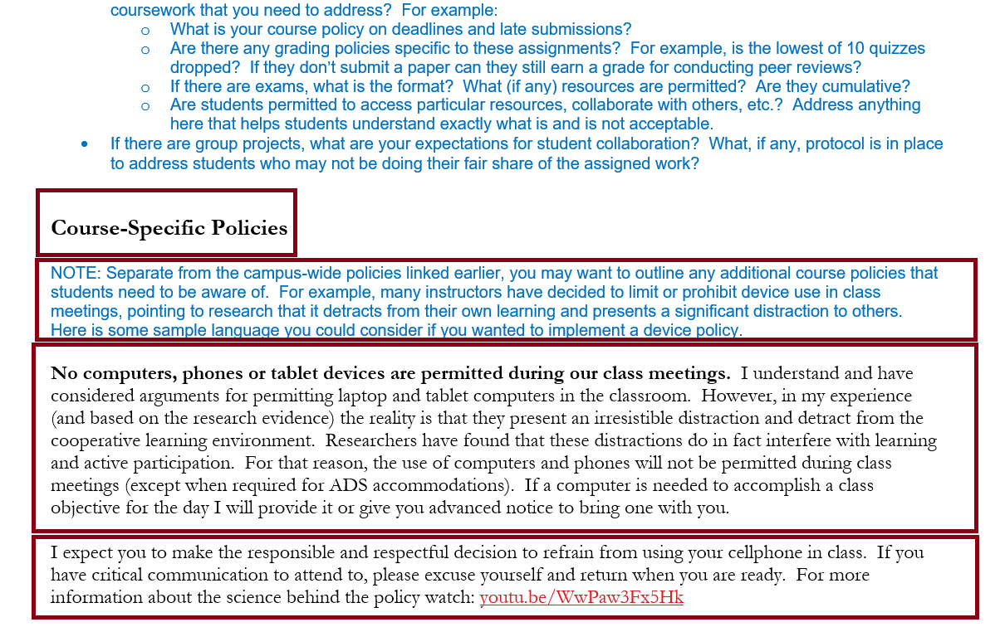 coursework that you need to address?  For example:
o What is your course policy on deadlines and late submissions?
o Are there any grading policies specific to these assignments?  For example, is the lowest of 10 quizzes
dropped?  If they don’t submit a paper can they still earn a grade for conducting peer reviews?
o If there are exams, what is the format?  What (if any) resources are permitted?  Are they cumulative?
o Are students permitted to access particular resources, collaborate with others, etc.?  Address anything
here that helps students understand exactly what is and is not acceptable.
• If there are group projects, what are your expectations for student collaboration?  What, if any, protocol is in place
to address students who may not be doing their fair share of the assigned work?
Course-Specific Policies
NOTE: Separate from the campus-wide policies linked earlier, you may want to outline any additional course policies that
students need to be aware of.  For example, many instructors have decided to limit or prohibit device use in class
meetings, pointing to research that it detracts from their own learning and presents a significant distraction to others.
Here is some sample language you could consider if you wanted to implement a device policy.
No computers, phones or tablet devices are permitted during our class meetings.  I understand and have
considered arguments for permitting laptop and tablet computers in the classroom.  However, in my experience
(and based on the research evidence) the reality is that they present an irresistible distraction and detract from the
cooperative learning environment.  Researchers have found that these distractions do in fact interfere with learning
and active participation.  For that reason, the use of computers and phones will not be permitted during class
meetings (except when required for ADS accommodations).  If a computer is needed to accomplish a class
objective for the day I will provide it or give you advanced notice to bring one with you.
I expect you to make the responsible and respectful decision to refrain from using your cellphone in class.  If you
have critical communication to attend to, please excuse yourself and return when you are ready.  For more
information about the science behind the policy watch: youtu.be/WwPaw3Fx5Hk